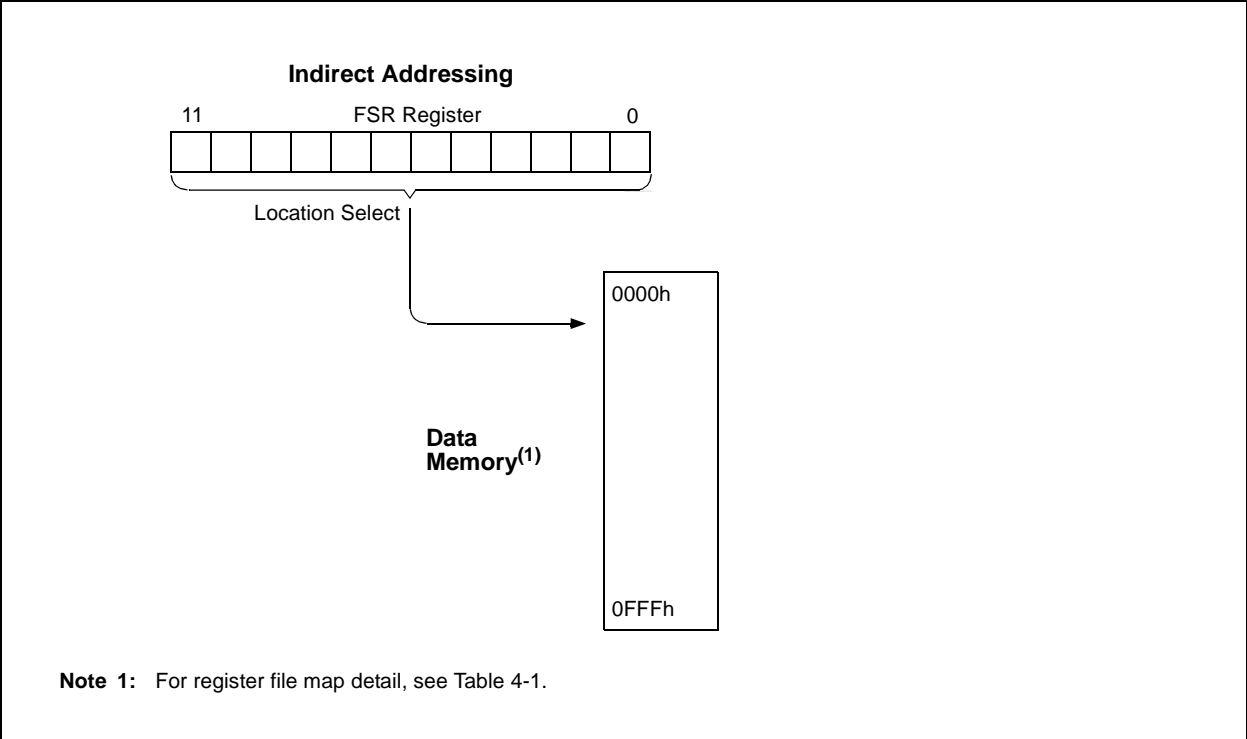 Indirect Addressing
11 FSR Register 0
Location Select
0000h
Data
Memory(1)
0FFFh
Note 1: For register file map detail, see Table 4-1.